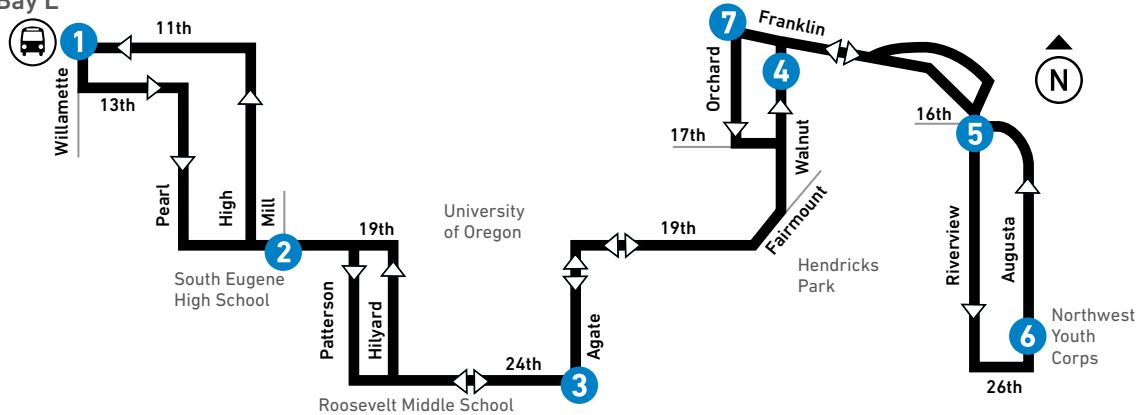 Bay L
1
11th
13th
Willamette
Pearl
High
Mill
2
19th
South Eugene
High School
Patterson
Hilyard
24th
Roosevelt Middle School
3
Agate
University
of Oregon
19th
Fairmount
Hendricks
Park
7
Franklin
Orchard
4
17th
Walnut
16th
5
N
Riverview
Augusta
6
Northwest
Youth
Corps
26th